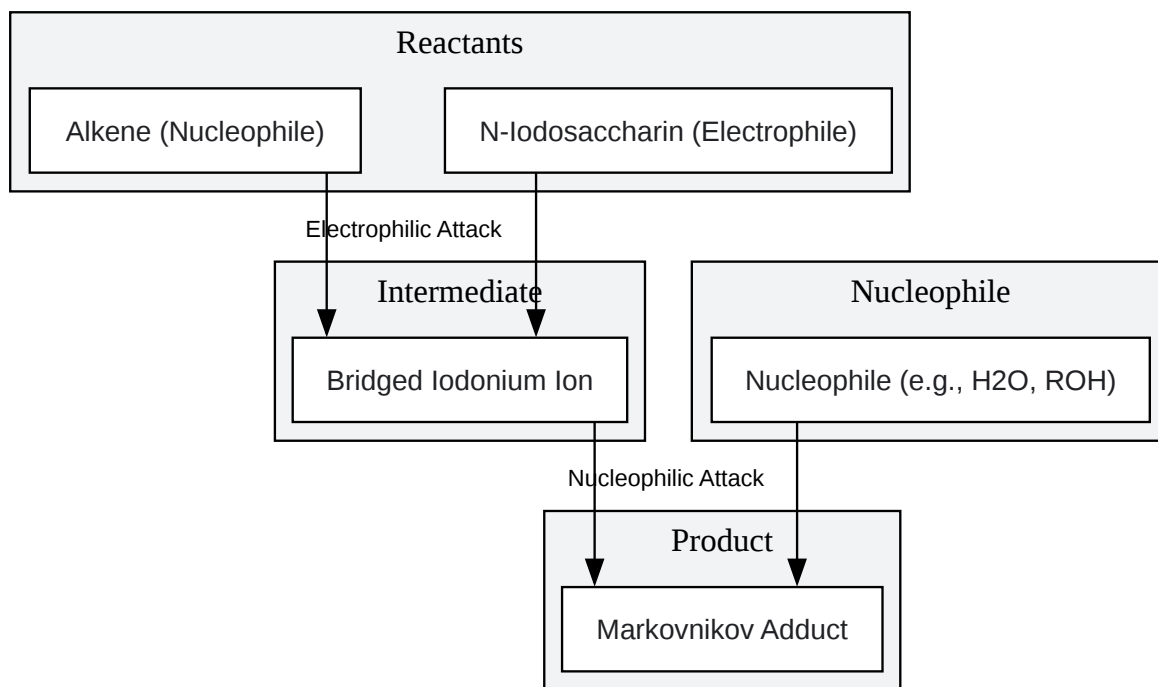 Reactants
Alkene (Nucleophile)
N-Iodosaccharin (Electrophile)
Electrophilic Attack
Intermediate
Nucleophile
Bridged Iodonium Ion
Nucleophile (e.g., H2O, ROH)
Nucleophilic Attack
Product
Markovnikov Adduct